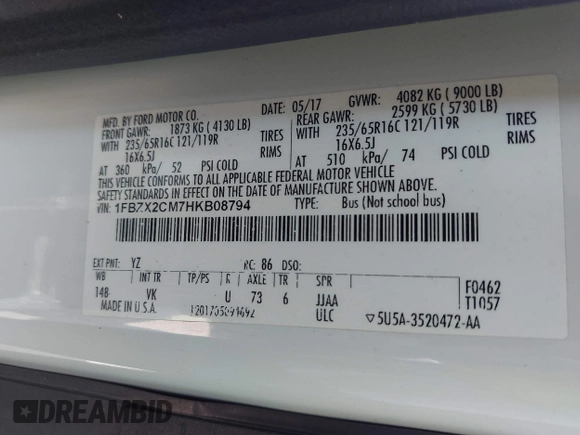 MFD. BY FORD MOTOR CO. DATE: 05/17 GVWR: 4082 KG ( 9000 LB)
FRONT GAWR: 1873 KG ( 4130 LB) REAR GAWR: 2599 KG ( 5730 LB)
WITH 235/65R16C 121/119R TIRES WITH 235/65R16C 121/119R TIRES
16X6.5J RIMS 16X6.5J RIMS
AT 360 kPa/ 52 PSI COLD AT 510 kPa/ 74 PSI COLD
THIS VEHICLE CONFORMS TO ALL APPLICABLE FEDERAL MOTOR VEHICLE
SAFETY STANDARDS IN EFFECT ON THE DATE OF MANUFACTURE SHOWN ABOVE.
VIN: 1FBZX2CM7HKB08794 TYPE: Bus (Not school bus)
EXT PNT: YZ RC: 86 DSO:
WB INT TR TP/PS R AXLE TR SPR F0462
148 VK U 73 6 JJAA T1057
MADE IN U.S.A. ULC ▽5U5A-3520472-AA
DREAMBID